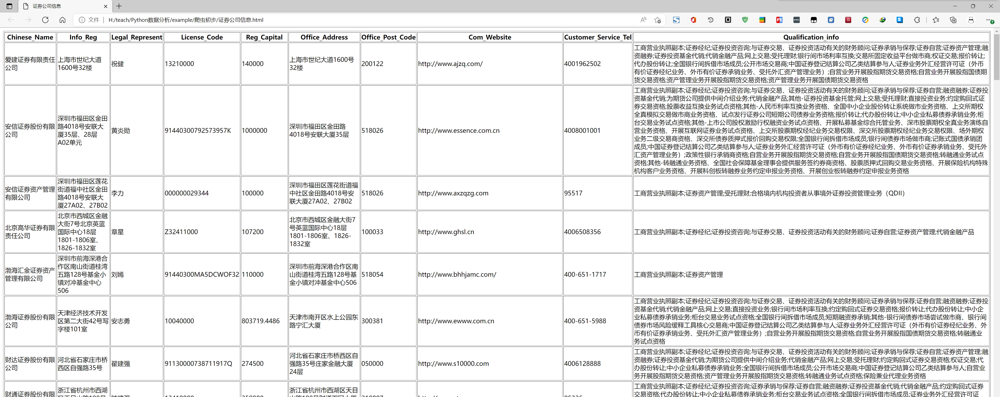 证券公司信息
文件 H:/teach/Python数据分析/example/爬虫初步/证券公司信息.html
Chinese_Name Info_Reg Legal_Represent License_Code Reg_Capital Office_Address Office_Post_Code Com_Website Customer_Service_Tel Qualification_info
爱建证券有限责任
公司
上海市世纪大道
1600号32楼
祝健
13210000
140000
上海市世纪大道1600号
32楼
200122
http://www.ajzq.com/
4001962502
工商营业执照副本;证券经纪;证券投资咨询;与证券交易、证券投资活动有关的财务顾问;证券承销与保荐;证券自营;证券资产管理;融
资融券;证券投资基金代销;代销金融产品;网上交易;受托理财;银行间市场利率互换;交易所固定收益平台做市商;权证交易;报价转让;
代办股份转让;全国银行间拆借市场成员;公开市场交易商;中国证券登记结算公司乙类结算参与人;证券业务外汇经营许可证（外币
有价证券经纪业务、外币有价证券承销业务、受托外汇资产管理业务）;自营业务开展股指期货交易资格;自营业务开展股指国债期
货交易资格;资产管理业务开展股指期货交易资格;资产管理业务开展国债期货交易资格
安信证券股份有限
公司
深圳市福田区金田
路4018号安联大
厦35层、28层
A02单元
黄炎勋
91440300792573957K
1000000
深圳市福田区金田路
4018号安联大厦35层
518026
http://www.essence.com.cn
4008001001
工商营业执照副本;证券经纪;证券投资咨询;与证券交易、证券投资活动有关的财务顾问;证券承销与保荐;证券自营;融资融券;证券投
资基金代销;为期货公司提供中间介绍业务;代销金融产品;其他-证券投资基金托管;网上交易;受托理财;直接投资业务;约定购回式证
券交易资格;股票收益互换业务试点资格;其他-人民币利率互换业务资格、全国中小企业股份转让系统做市业务资格、上交所期权
全真模拟交易做市商业务资格、试点发行证券公司短期公司债券业务资格;报价转让;代办股份转让;中小企业私募债券承销业务;柜
台交易业务试点资格;其他-上市公司股权激励行权融资业务试点资格、开展私募基金综合托管业务、深市股票期权全真业务演练自
营业务资格、开展互联网证券业务试点资格、上交所股票期权经纪业务交易权限、深交所股票期权经纪业务交易权限、场外期权
业务二级交易商资格、深交所债券质押式报价回购交易权限;全国银行间拆借市场成员;银行间债券市场做市商;记账式国债承销团
成员;中国证券登记结算公司乙类结算参与人;证券业务外汇经营许可证（外币有价证券经纪业务、外币有价证券承销业务、受托外
汇资产管理业务）;政策性银行承销商资格;自营业务开展股指期货交易资格;自营业务开展股指国债期货交易资格;转融通业务试点
资格;其他-转融通业务资格、全国社会保障基金理事会提供服务签约券商资格、股票质押式回购交易业务资格、开展保险机构特殊
机构客户业务资格、开展科创板转融券业务约定申报业务资格、开展创业板转融券约定申报业务资格
安信证券资产管理
有限公司
深圳市福田区莲花
街道福中社区金田
路4018号安联大
厦27A02、27B02
李力
000000029344
100000
深圳市福田区莲花街道福
中社区金田路4018号安
联大厦27A02、27B02
518026
http://www.axzqzg.com
95517
工商营业执照副本;证券资产管理;受托理财;合格境内机构投资者从事境外证券投资管理业务（QDII）
北京高华证券有限
责任公司
北京市西城区金融
大街7号北京英蓝
国际中心18层
1801-1806室、
1826-1832室
章星
Z32411000
107200
北京市西城区金融大街7
号英蓝国际中心18层
1801-1806室、1826-
1832室
100033
http://www.ghsl.cn
4006508356
工商营业执照副本;证券经纪;证券投资咨询;与证券交易、证券投资活动有关的财务顾问;证券自营;证券资产管理;代销金融产品
渤海汇金证券资产
管理有限公司
深圳市前海深港合
作区南山街道桂湾
五路128号基金小
镇对冲基金中心
506
刘嫣
91440300MA5DCWOF32
110000
深圳市前海深港合作区南
山街道桂湾五路128号基
金小镇对冲基金中心506
518054
http://www.bhhjamc.com/
400-651-1717
工商营业执照副本;证券资产管理
渤海证券股份有限
公司
天津经济技术开发
区第二大街42号写
字楼101室
安志勇
10040000
803719.4486
天津市南开区水上公园东
路宁汇大厦
300381
http://www.ewww.com.cn
400-651-5988
工商营业执照副本;证券经纪;证券投资咨询;与证券交易、证券投资活动有关的财务顾问;证券承销与保荐;证券自营;融资融券;证券投
资基金代销;代销金融产品;网上交易;直接投资业务;银行间市场利率互换;约定购回式证券交易资格;报价转让;代办股份转让;中小企
业私募债券承销业务;柜台交易业务试点资格;全国银行间拆借市场成员;短期融资券承销;其他-银行间债券市场尝试做市商、银行间
债券市场风险缓释工具核心交易商;中国证券登记结算公司乙类结算参与人;证券业务外汇经营许可证（外币有价证券经纪业务、外
币有价证券承销业务、受托外汇资产管理业务）;自营业务开展股指期货交易资格;自营业务开展股指国债期货交易资格;转融通业
务试点资格
财达证券股份有限
公司
河北省石家庄市桥
西区自强路35号
翟建强
91130000738711917Q
274500
河北省石家庄市桥西区自
强路35号庄家金融大厦
24层
050000
http://www.s10000.com
4006128888
工商营业执照副本;证券经纪;证券投资咨询;与证券交易、证券投资活动有关的财务顾问;证券承销与保荐;证券自营;证券资产管理;融
资融券;证券投资基金代销;为期货公司提供中间介绍业务;代销金融产品;网上交易;受托理财;约定购回式证券交易资格;权证交易;代
办股份转让;中小企业私募债券承销业务;全国银行间拆借市场成员;公开市场交易商;中国证券登记结算公司乙类结算参与人;自营业
务开展股指期货交易资格;资产管理业务开展股指期货交易资格;转融通业务试点资格;保险兼业代理业务资格
财通证券股份有限
浙江省杭州市西湖
浙江省杭州市西湖区天目
工商营业执照副本;证券经纪;证券投资咨询;证券承销与保荐;证券自营;融资融券;证券投资基金代销;代销金融产品;约定购回式证券
交易资格;代办股份转让;中小企业私募债券承销业务;柜台交易业务试点资格;全国银行间拆借市场成员;证券业务外汇经营许可证